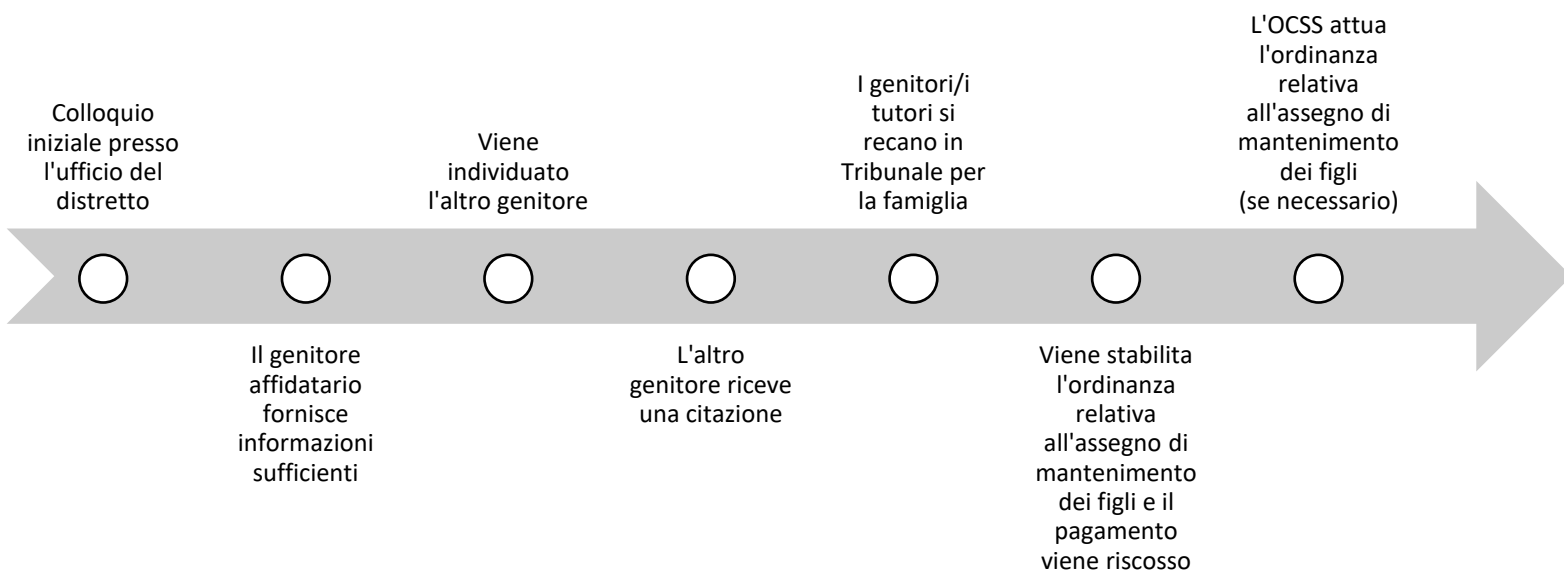 Colloquio
iniziale presso
l'ufficio del
distretto
Il genitore
affidatario
fornisce
informazioni
sufficienti
Viene
individuato
l'altro genitore
L'altro
genitore riceve
una citazione
I genitori/i
tutori si
recano in
Tribunale per
la famiglia
Viene stabilita
l'ordinanza
relativa
all'assegno di
mantenimento
dei figli e il
pagamento
viene riscosso
L'OCSS attua
l'ordinanza
relativa
all'assegno di
mantenimento
dei figli
(se necessario)